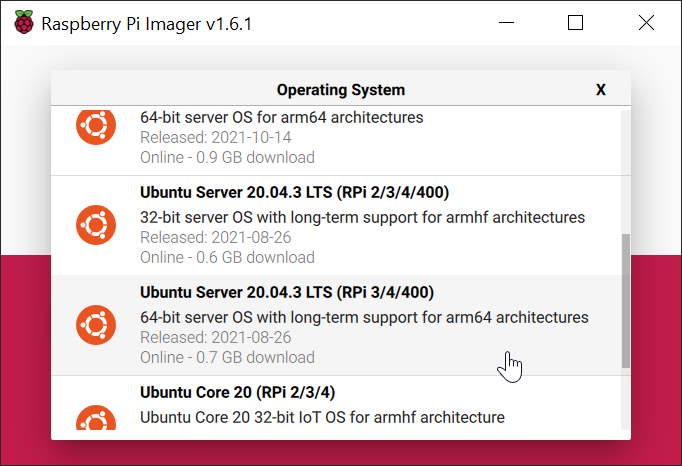 Raspberry Pi Imager v1.6.1
Operating System
X
64-bit server OS for arm64 architectures
Released: 2021-10-14
Online - 0.9 GB download
Ubuntu Server 20.04.3 LTS (RPi 2/3/4/400)
32-bit server OS with long-term support for armhf architectures
Released: 2021-08-26
Online - 0.6 GB download
Ubuntu Server 20.04.3 LTS (RPi 3/4/400)
64-bit server OS with long-term support for arm64 architectures
Released: 2021-08-26
Online - 0.7 GB download
Ubuntu Core 20 (RPi 2/3/4)
Ubuntu Core 20 32-bit IoT OS for armhf architecture